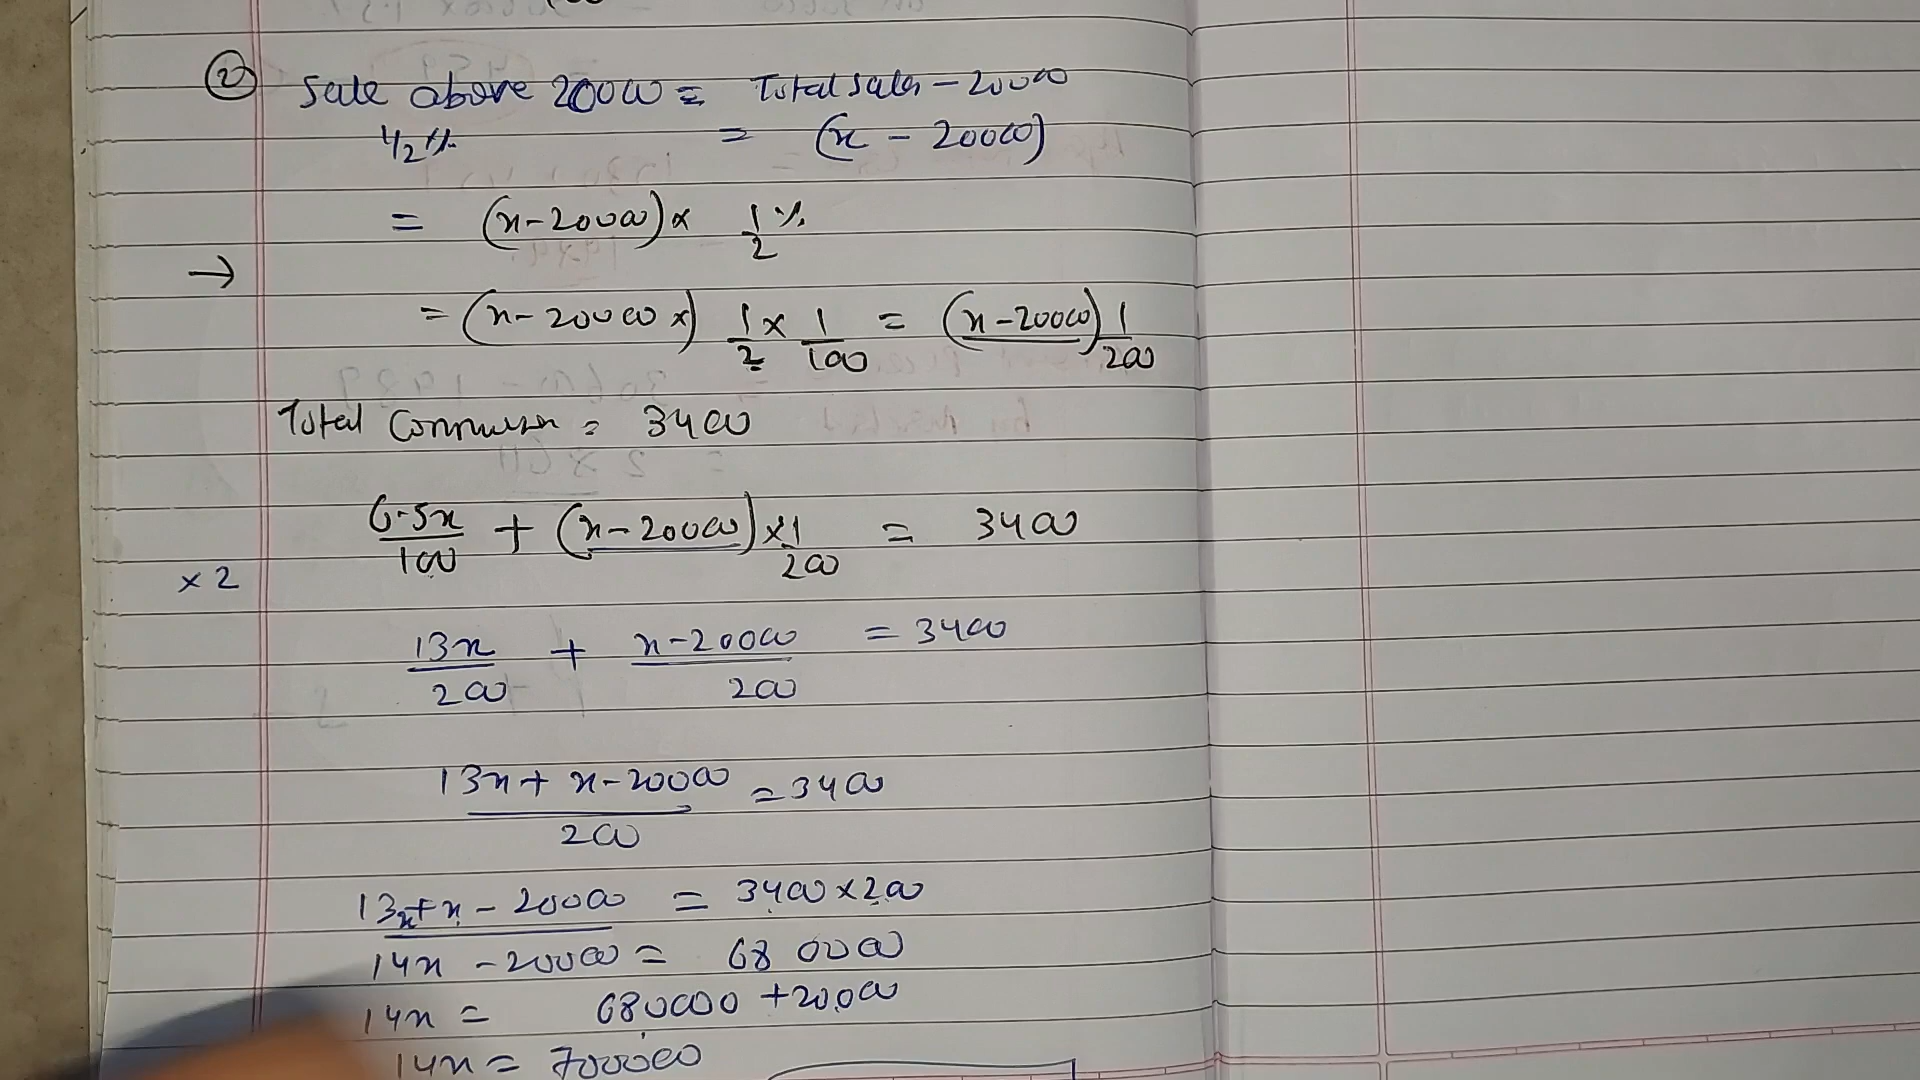 ② Sale above 20000 = Total sales - 20000
1/2 % = (x - 20000)
= (x - 20000) × 1/2 %
→
= (x - 20000 ×) 1/2 × 1/100 = (x - 20000) 1/200
Total Commission = 3400
6.5x/100 + (x - 20000) × 1/200 = 3400
× 2
13x/200 + x - 20000/200 = 3400
13x + x - 20000/200 = 3400
13x + x - 20000 = 3400 × 200
14x - 20000 = 680000
14x = 680000 + 20000
14x = 700000